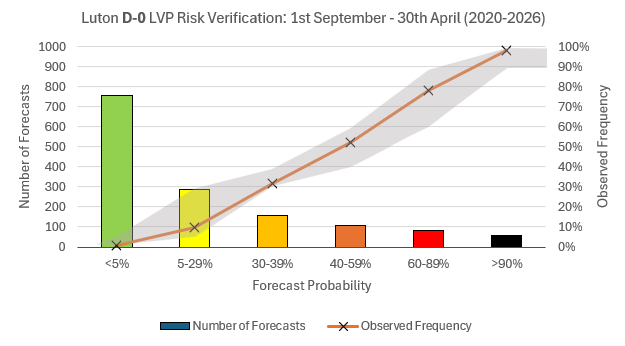 Luton D-0 LVP Risk Verification: 1st September - 30th April (2020-2026)
1000 100%
900 90%
800 80%
700 70%
600 60%
500 50%
400 40%
300 30%
200 20%
100 10%
0 0%
Number of Forecasts
Observed Frequency
<5% 5-29% 30-39% 40-59% 60-89% >90%
Forecast Probability
Number of Forecasts Observed Frequency